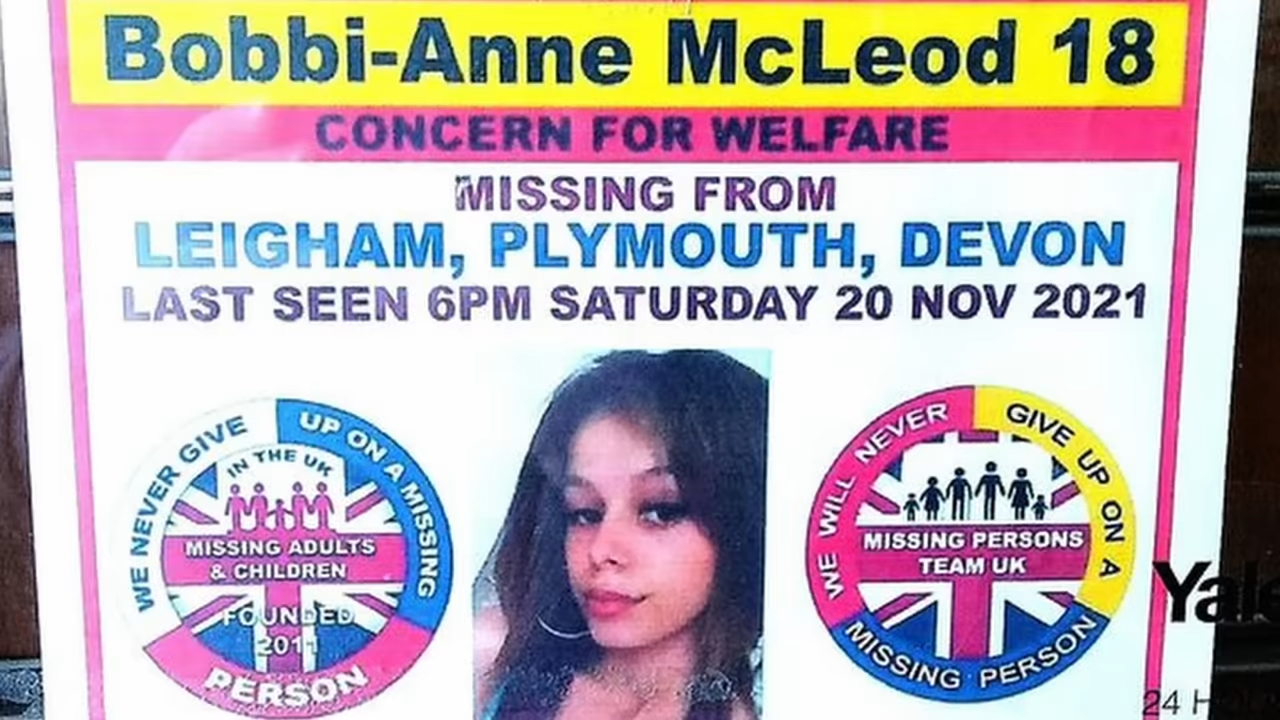 Bobbi-Anne McLeod 18
CONCERN FOR WELFARE
MISSING FROM
LEIGHAM, PLYMOUTH, DEVON
LAST SEEN 6PM SATURDAY 20 NOV 2021
WE NEVER GIVE UP ON A MISSING PERSON
IN THE UK
MISSING ADULTS
& CHILDREN
FOUNDED
2011
WE WILL NEVER GIVE UP ON A MISSING PERSON
MISSING PERSONS
TEAM UK
Yale
24